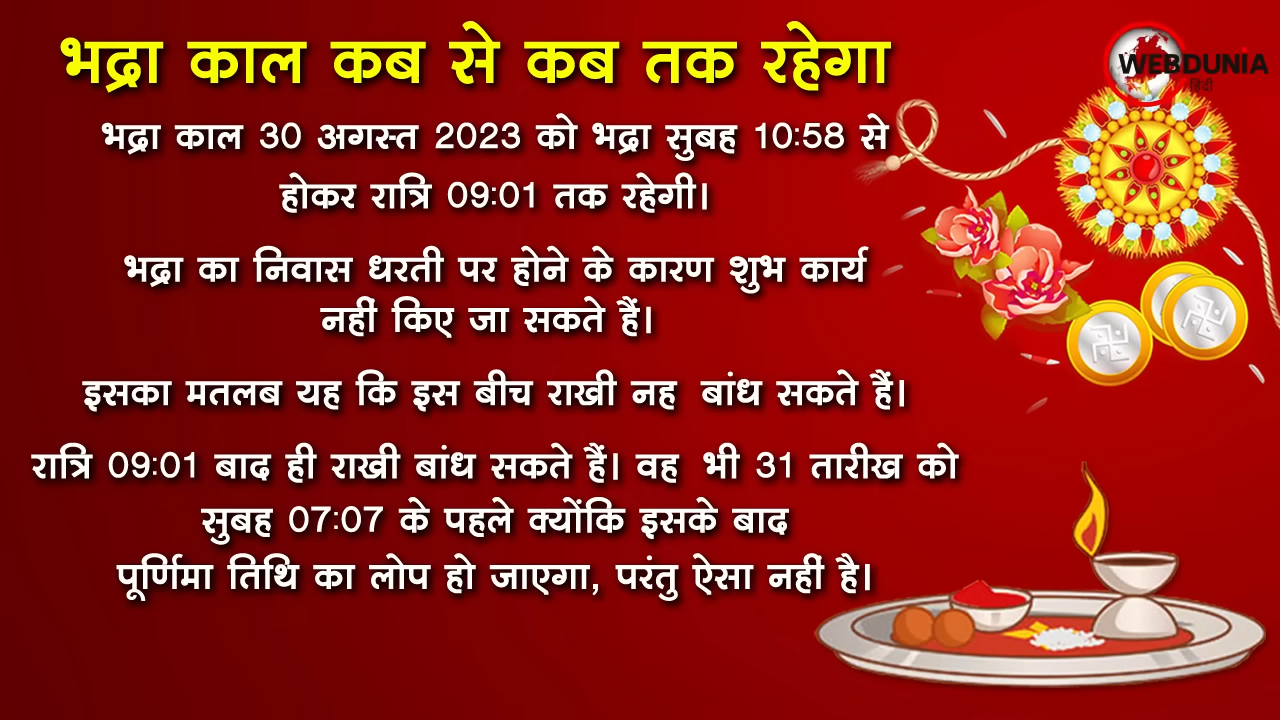 भद्रा काल कब से कब तक रहेगा
WEBDUNIA
हिंदी
भद्रा काल 30 अगस्त 2023 को भद्रा सुबह 10:58 से
होकर रात्रि 09:01 तक रहेगी।
भद्रा का निवास धरती पर होने के कारण शुभ कार्य
नहीं किए जा सकते हैं।
इसका मतलब यह कि इस बीच राखी नह बांध सकते हैं।
रात्रि 09:01 बाद ही राखी बांध सकते हैं। वह भी 31 तारीख को
सुबह 07:07 के पहले क्योंकि इसके बाद
पूर्णिमा तिथि का लोप हो जाएगा, परंतु ऐसा नहीं है।